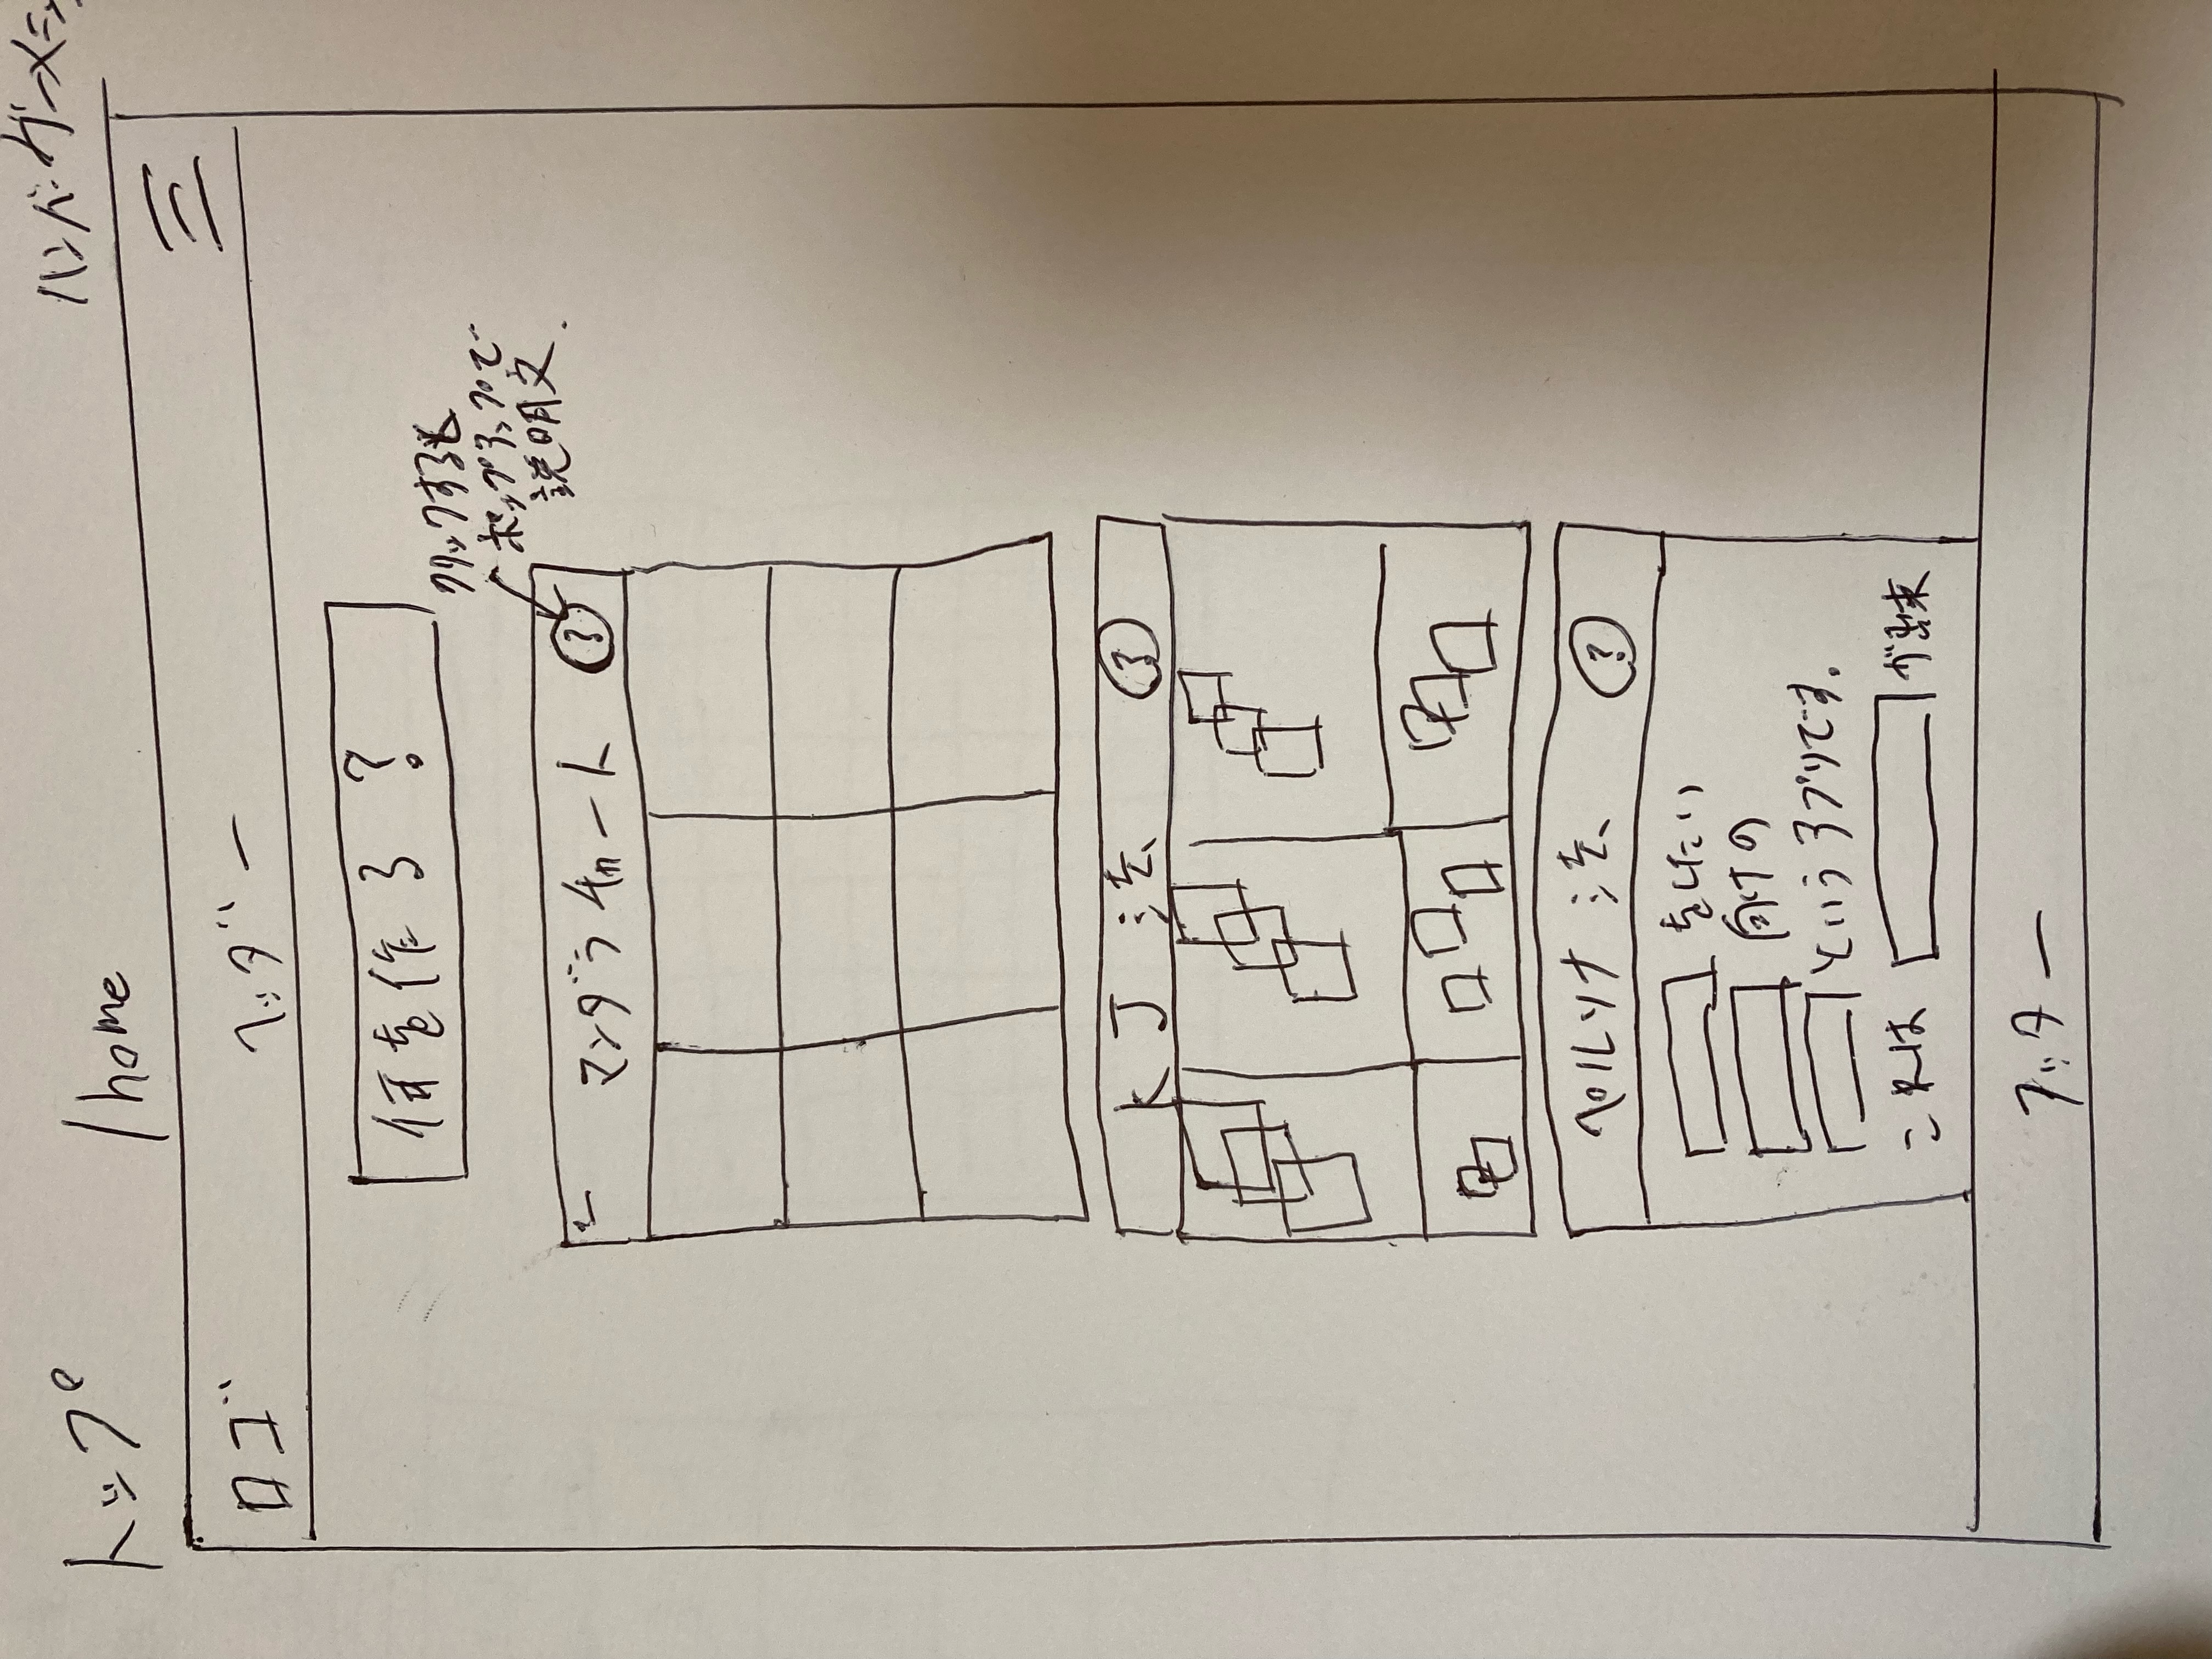 トップ /home ハンバーガーメニュ
ロゴ ヘッダー
何を作る?
クリックすると
ポップアップで
説明文.
マンダラチャート ?
KJ 法 ?
ペルソナ 法 ?
をしたい
向けの
というアプリです。
これは が出来
フッター